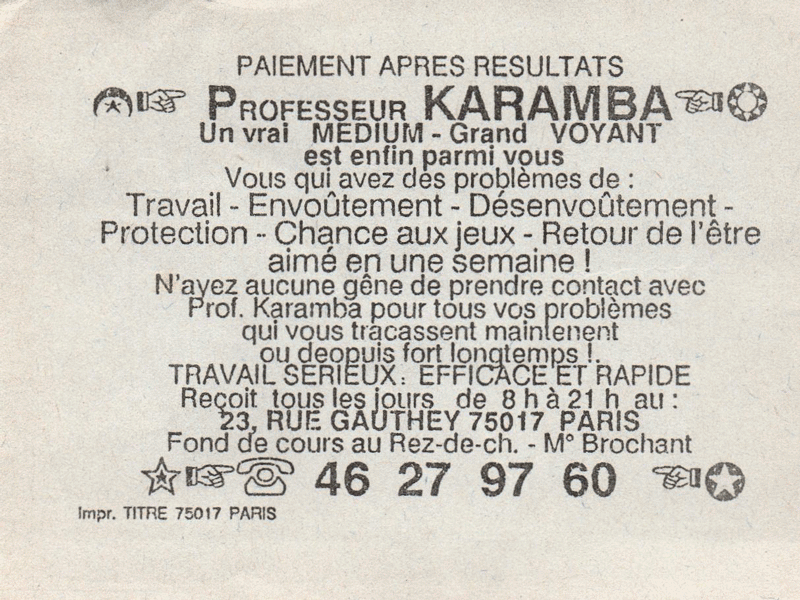 PAIEMENT APRES RESULTATS
PROFESSEUR KARAMBA
Un vrai MEDIUM - Grand VOYANT
est enfin parmi vous
Vous qui avez des problèmes de :
Travail - Envoûtement - Désenvoûtement -
Protection - Chance aux jeux - Retour de l'être
aimé en une semaine !
N'ayez aucune gêne de prendre contact avec
Prof. Karamba pour tous vos problèmes
qui vous tracassent maintenent
ou deopuis fort longtemps !.
TRAVAIL SERIEUX : EFFICACE ET RAPIDE
Reçoit tous les jours de 8 h à 21 h au :
23, RUE GAUTHEY 75017 PARIS
Fond de cours au Rez-de-ch. - M° Brochant
46 27 97 60
Impr. TITRE 75017 PARIS